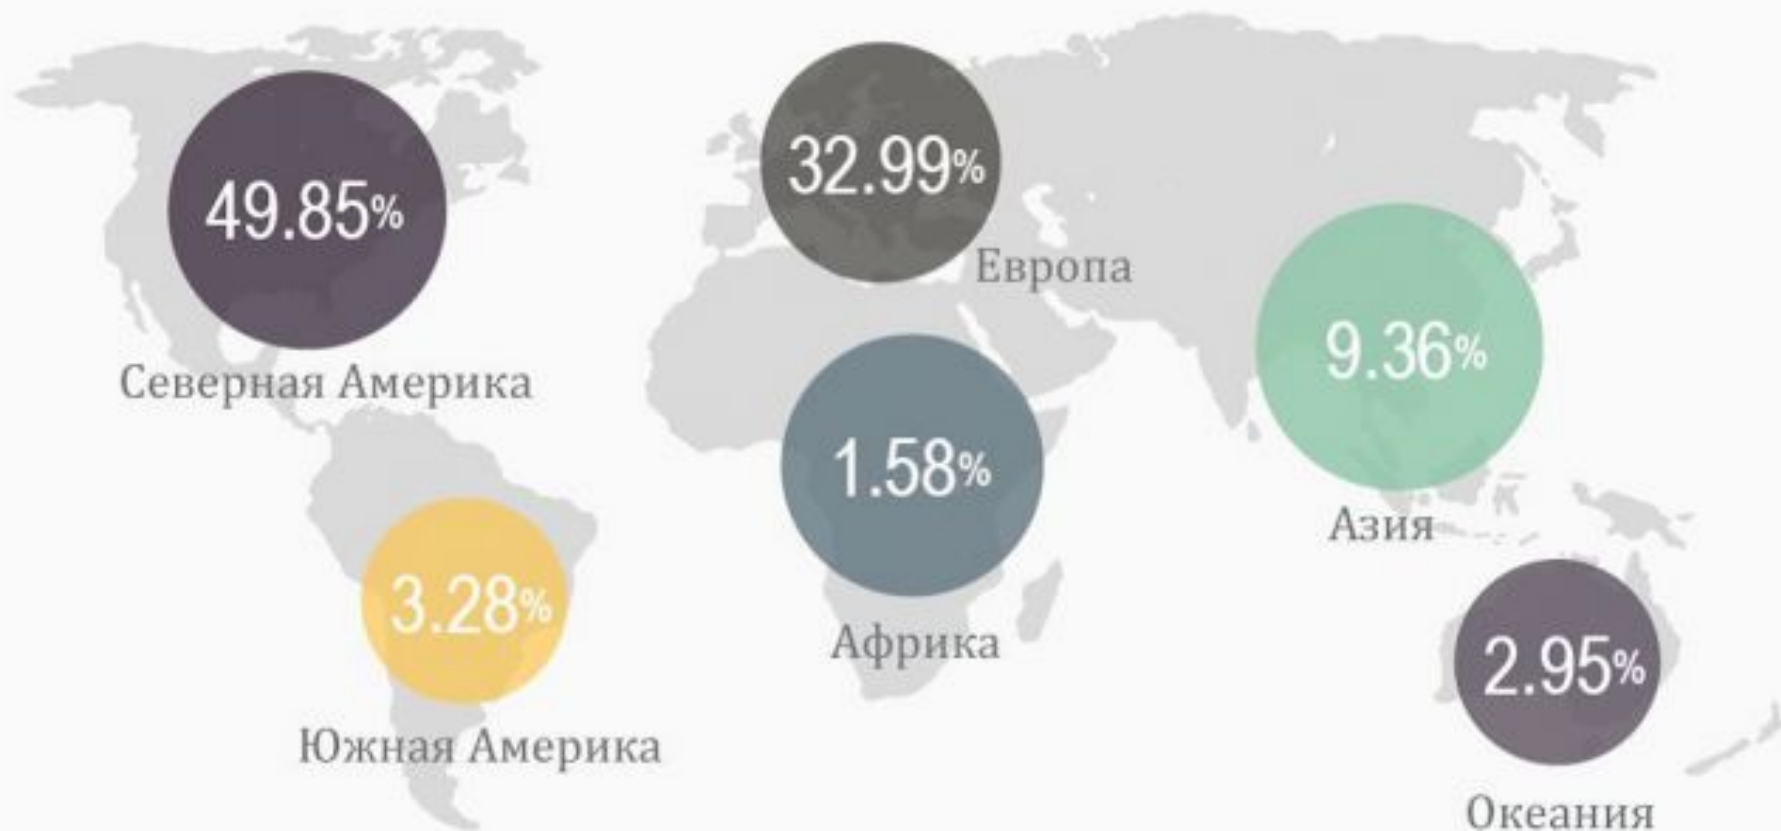 49.85%
Северная Америка
32.99%
Европа
9.36%
Азия
1.58%
Африка
3.28%
Южная Америка
2.95%
Океания